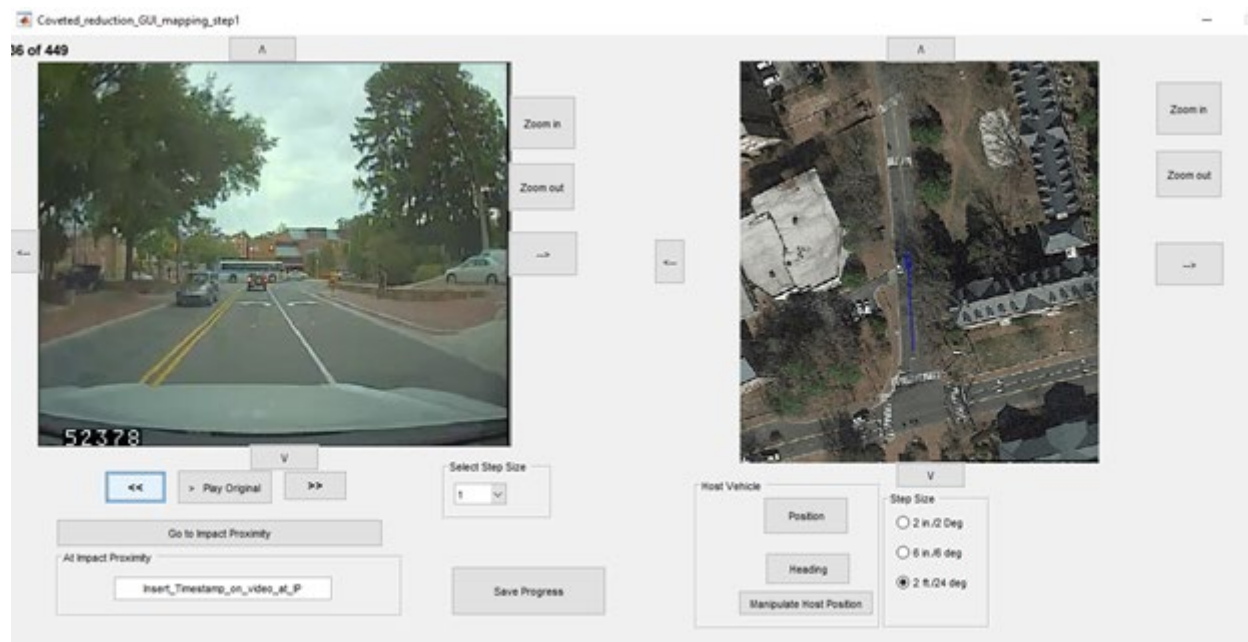 Coveted_reduction_GUI_mapping_step1
36 of 449
Λ
Λ
Zoom in
Zoom in
Zoom out
Zoom out
<--
-->
<--
-->
52378
V
V
<<
> Play Original
>>
Select Step Size
1
Go to Impact Proximity
At Impact Proximity
Insert_Timestamp_on_video_at_IP
Save Progress
Host Vehicle
Position
Heading
Manipulate Host Position
Step Size
2 in./2 Deg
6 in./6 deg
2 ft./24 deg